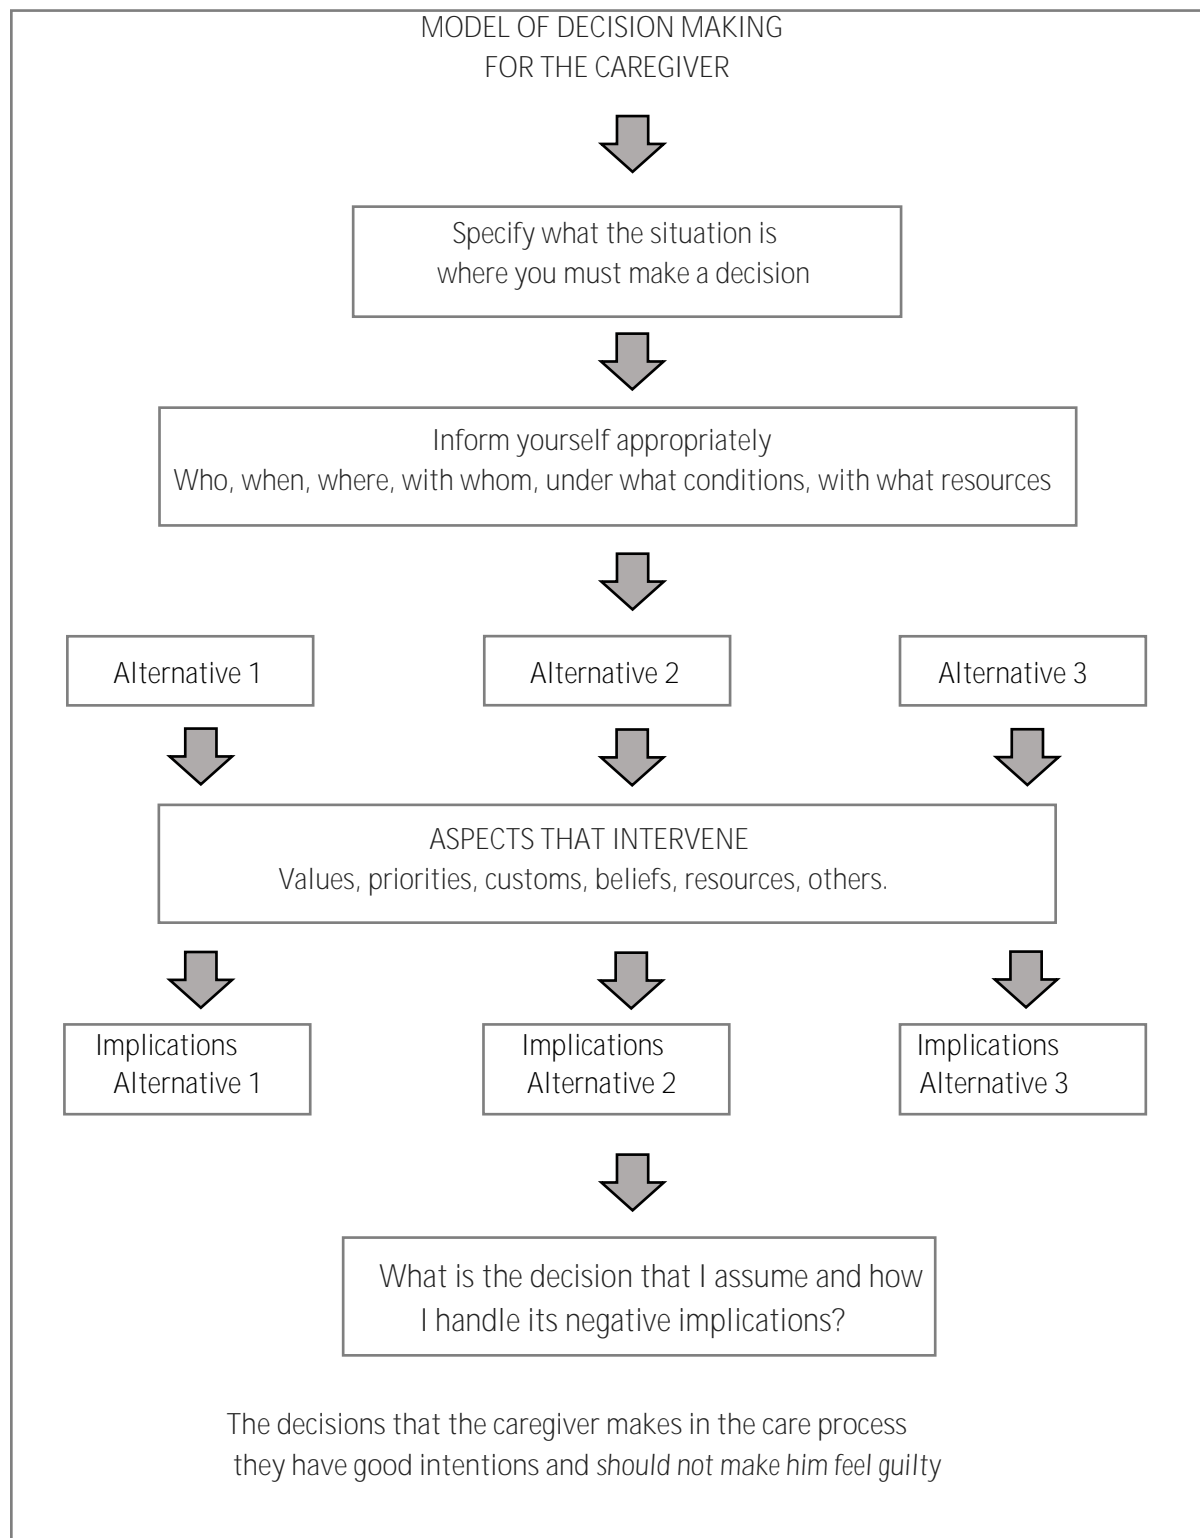 MODEL OF DECISION MAKING
FOR THE CAREGIVER
Specify what the situation is
where you must make a decision
Inform yourself appropriately
Who, when, where, with whom, under what conditions, with what resources
Alternative 1
Alternative 2
Alternative 3
ASPECTS THAT INTERVENE
Values, priorities, customs, beliefs, resources, others.
Implications
Alternative 1
Implications
Alternative 2
Implications
Alternative 3
What is the decision that I assume and how
I handle its negative implications?
The decisions that the caregiver makes in the care process
they have good intentions and should not make him feel guilty